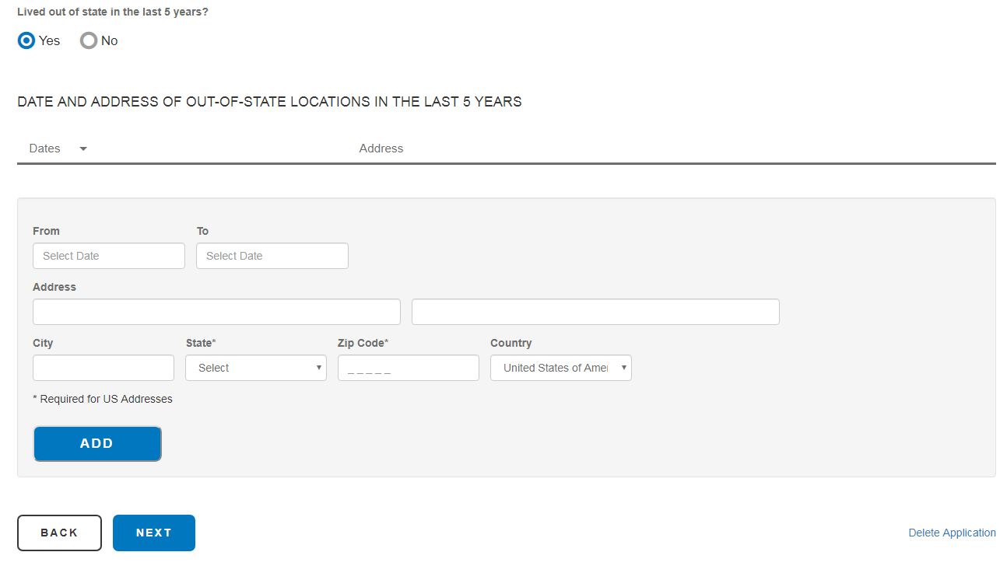 Lived out of state in the last 5 years?
Yes No
DATE AND ADDRESS OF OUT-OF-STATE LOCATIONS IN THE LAST 5 YEARS
Dates Address
From To
Select Date Select Date
Address
City State* Zip Code* Country
Select _ _ _ _ _ United States of Amer
* Required for US Addresses
ADD
BACK NEXT Delete Application